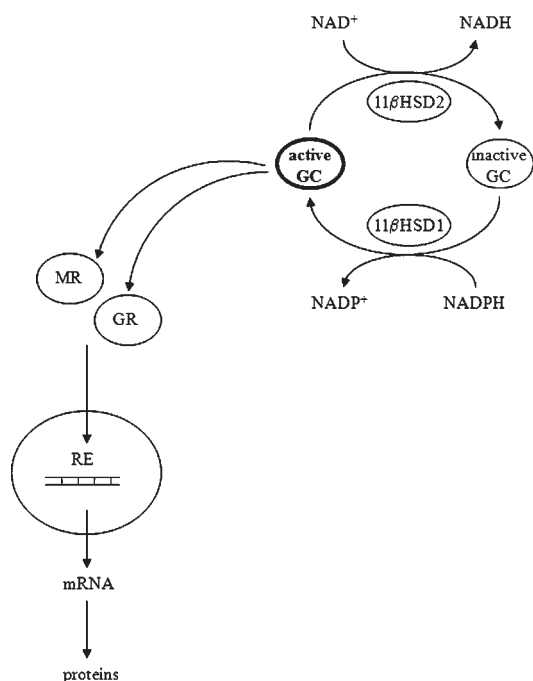 NAD⁺ NADH
11βHSD2
active
GC
inactive
GC
11βHSD1
MR
NADP⁺ NADPH
GR
RE
mRNA
proteins